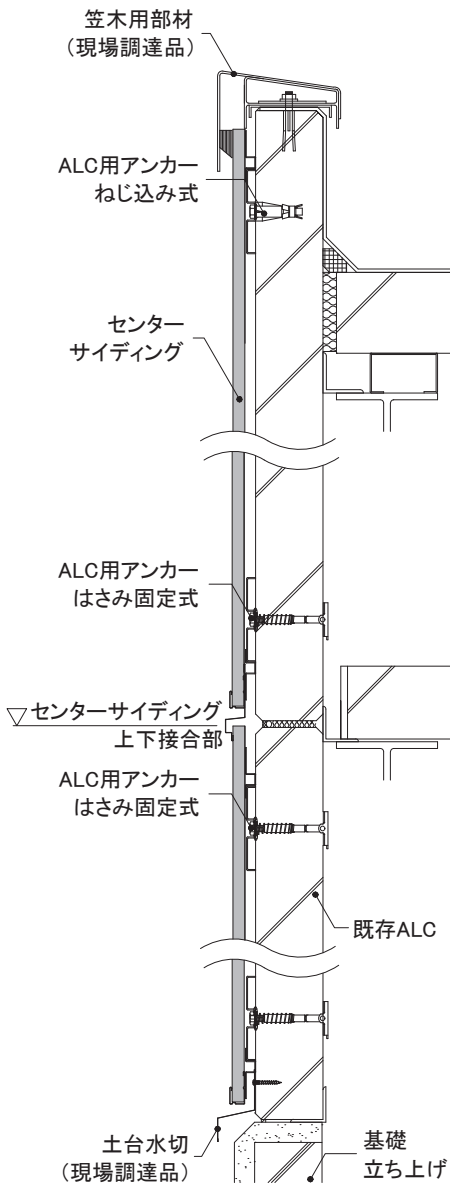 笠木用部材
（現場調達品）
ALC用アンカー
ねじ込み式
センター
サイディング
ALC用アンカー
はさみ固定式
センターサイディング
上下接合部
ALC用アンカー
はさみ固定式
既存ALC
土台水切
（現場調達品）
基礎
立ち上げ